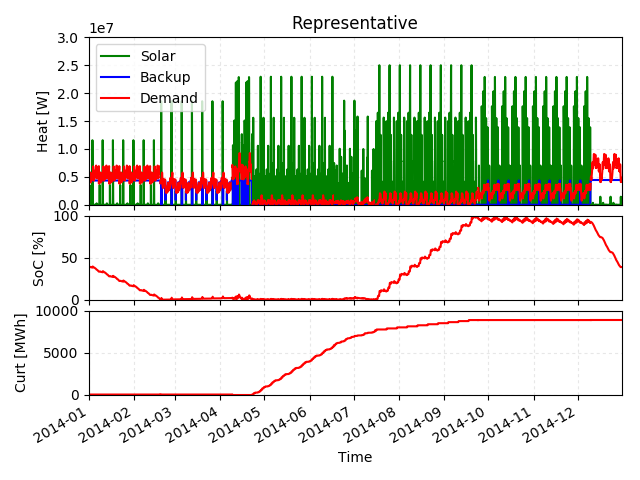 Representative
1e7
3.0
2.5
2.0
1.5
1.0
0.5
0.0
Heat [W]
Solar
Backup
Demand
100
50
0
SoC [%]
10000
5000
0
Curt [MWh]
2014-01
2014-02
2014-03
2014-04
2014-05
2014-06
2014-07
2014-08
2014-09
2014-10
2014-11
2014-12
Time